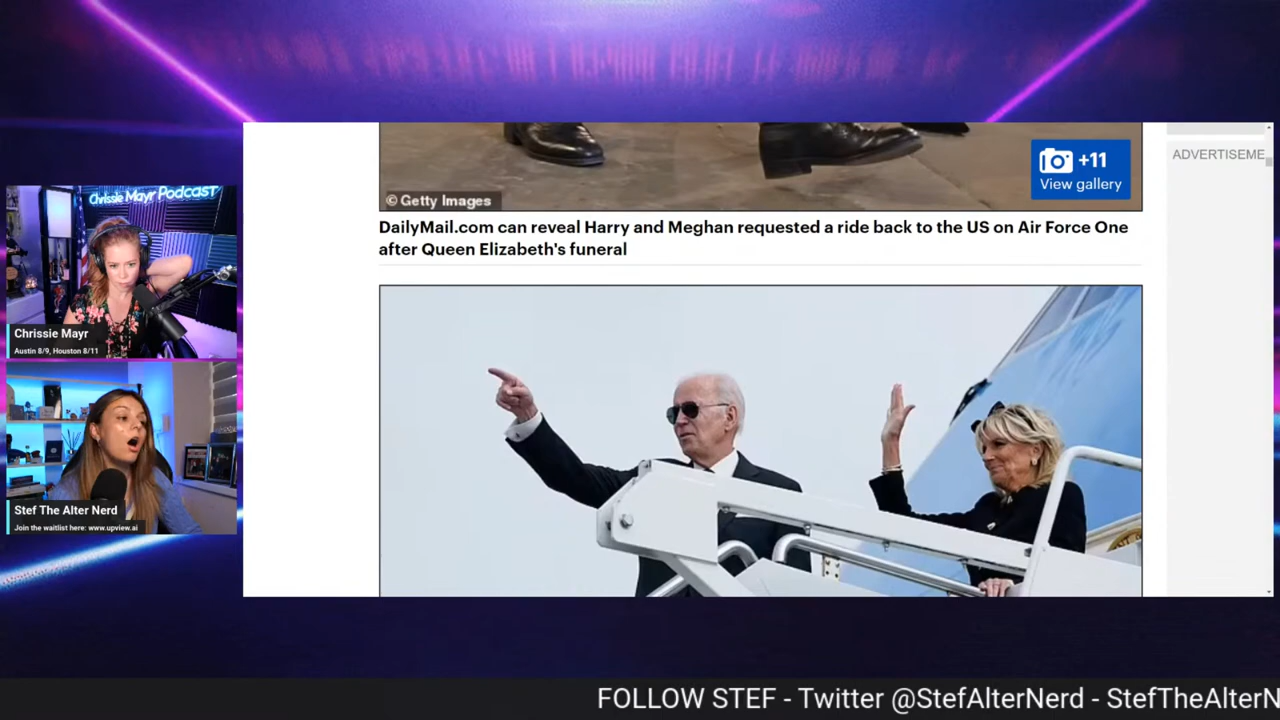 +11
View gallery
ADVERTISEME
© Getty Images
DailyMail.com can reveal Harry and Meghan requested a ride back to the US on Air Force One
after Queen Elizabeth's funeral
Chrissie Mayr Podcast
Chrissie Mayr
Austin 8/9, Houston 8/11
Stef The Alter Nerd
Join the waitlist here: www.upview.ai
FOLLOW STEF - Twitter @StefAlterNerd - StefTheAlterN